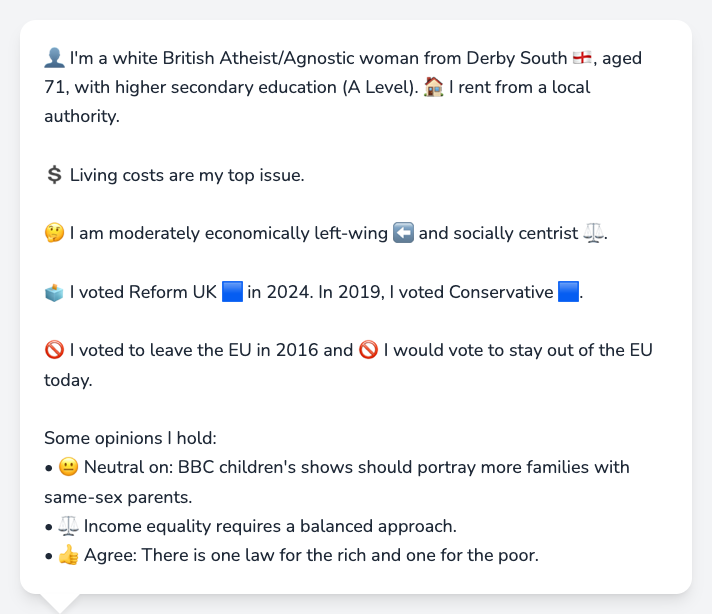 👤 I'm a white British Atheist/Agnostic woman from Derby South 🏴󠁧󠁢󠁥󠁮󠁧󠁿, aged
71, with higher secondary education (A Level). 🏠 I rent from a local
authority.
💲 Living costs are my top issue.
🤔 I am moderately economically left-wing ⬅️ and socially centrist ⚖️.
🗳️ I voted Reform UK 🟦 in 2024. In 2019, I voted Conservative 🟦.
🚫 I voted to leave the EU in 2016 and 🚫 I would vote to stay out of the EU
today.
Some opinions I hold:
• 😐 Neutral on: BBC children's shows should portray more families with
same-sex parents.
• ⚖️ Income equality requires a balanced approach.
• 👍 Agree: There is one law for the rich and one for the poor.